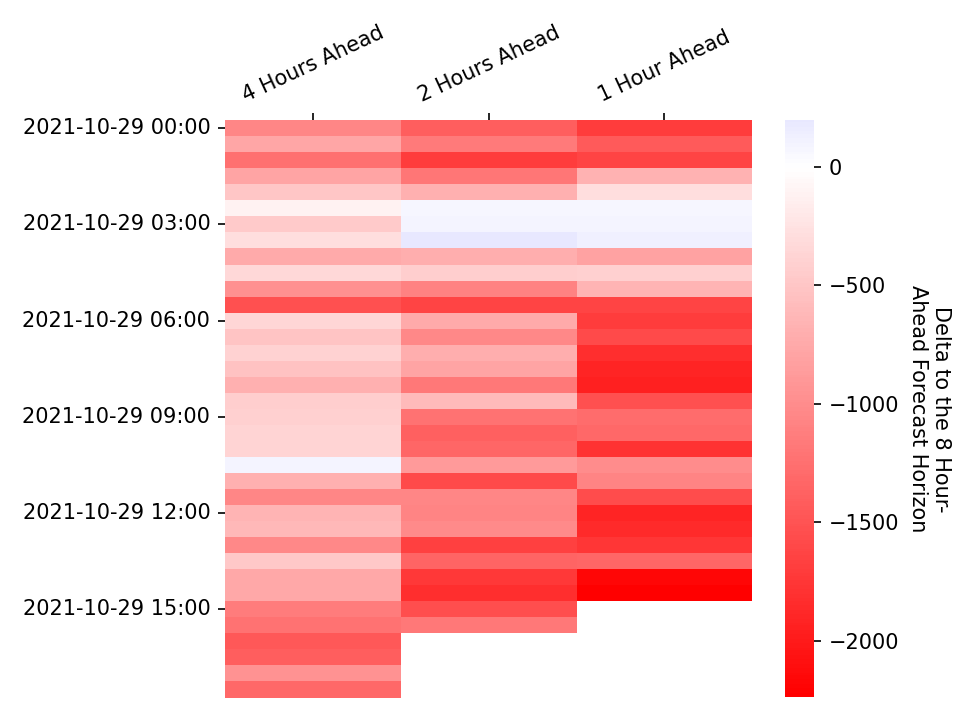 4 Hours Ahead
2 Hours Ahead
1 Hour Ahead
2021-10-29 00:00
2021-10-29 03:00
2021-10-29 06:00
2021-10-29 09:00
2021-10-29 12:00
2021-10-29 15:00
0
−500
−1000
−1500
−2000
Delta to the 8 Hour-
Ahead Forecast Horizon